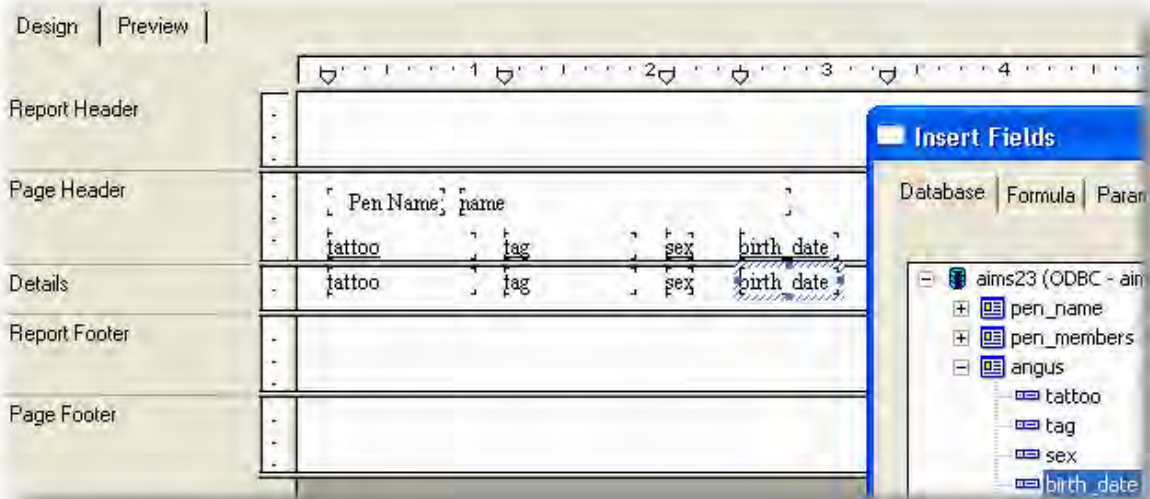 Design Preview
1 2 3 4
Report Header
Insert Fields
Page Header
Pen Name name
Database Formula
tattoo tag sex birth_date
Details
tattoo tag sex birth_date
aims23 (ODBC -
pen_name
Report Footer
pen_members
angus
tattoo
Page Footer
tag
sex
birth_date